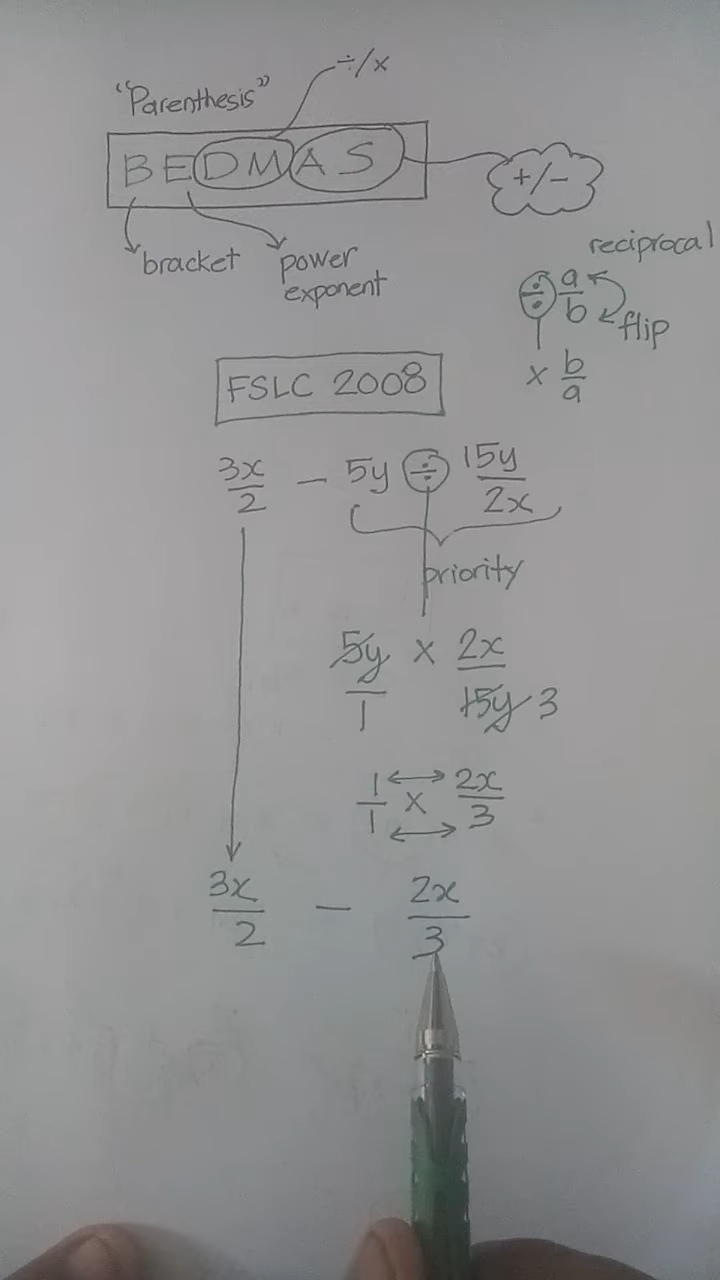 ÷/x
"Parenthesis"
BEDMAS
+/-
bracket
power
exponent
reciprocal
÷ a/b
flip
x b/a
FSLC 2008
3x/2 - 5y ÷ 15y/2x
priority
5y/1 x 2x/15y 3
1/1 x 2x/3
3x/2 - 2x/3